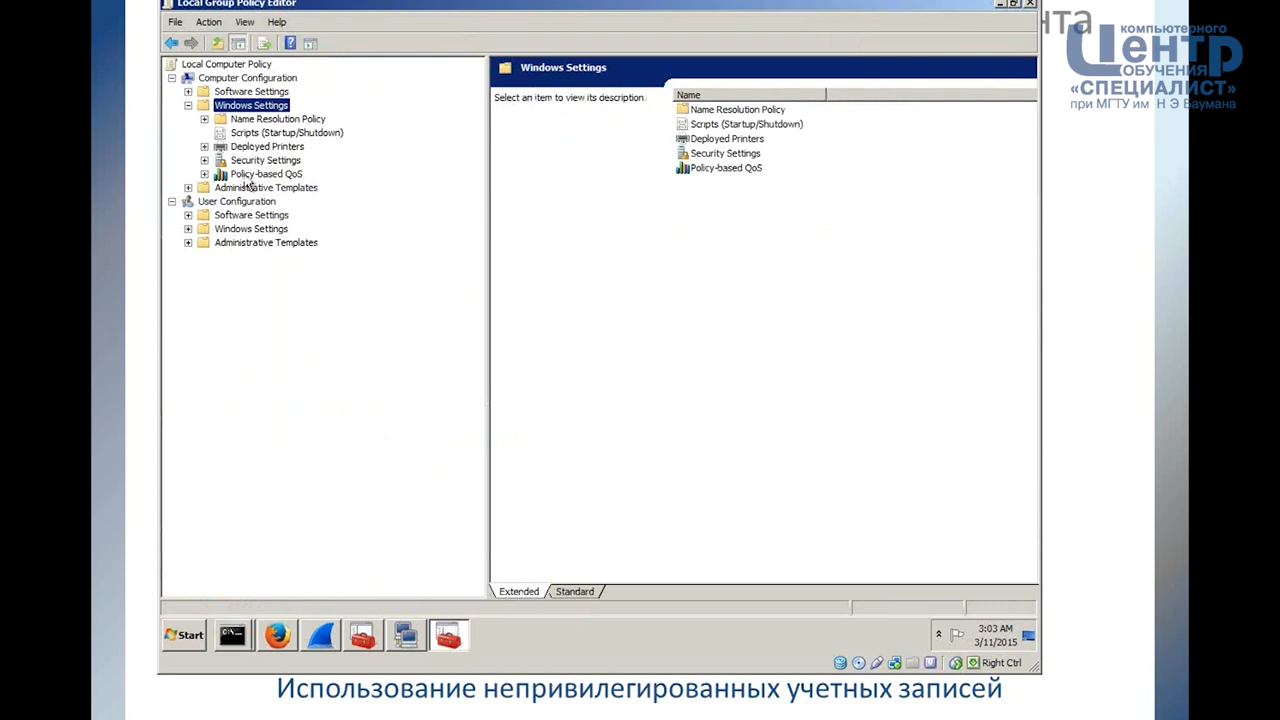 Local Group Policy Editor
нта
компьютерного
Центр
ОБУЧЕНИЯ
«СПЕЦИАЛИСТ»
при МГТУ им Н Э Баумана
File Action View Help
Local Computer Policy
Computer Configuration
Software Settings
Windows Settings
Name Resolution Policy
Scripts (Startup/Shutdown)
Deployed Printers
Security Settings
Policy-based QoS
Administrative Templates
User Configuration
Software Settings
Windows Settings
Administrative Templates
Windows Settings
Select an item to view its description
Name
Name Resolution Policy
Scripts (Startup/Shutdown)
Deployed Printers
Security Settings
Policy-based QoS
Extended Standard
Start
3:03 AM
3/11/2015
Right Ctrl
Использование непривилегированных учетных записей